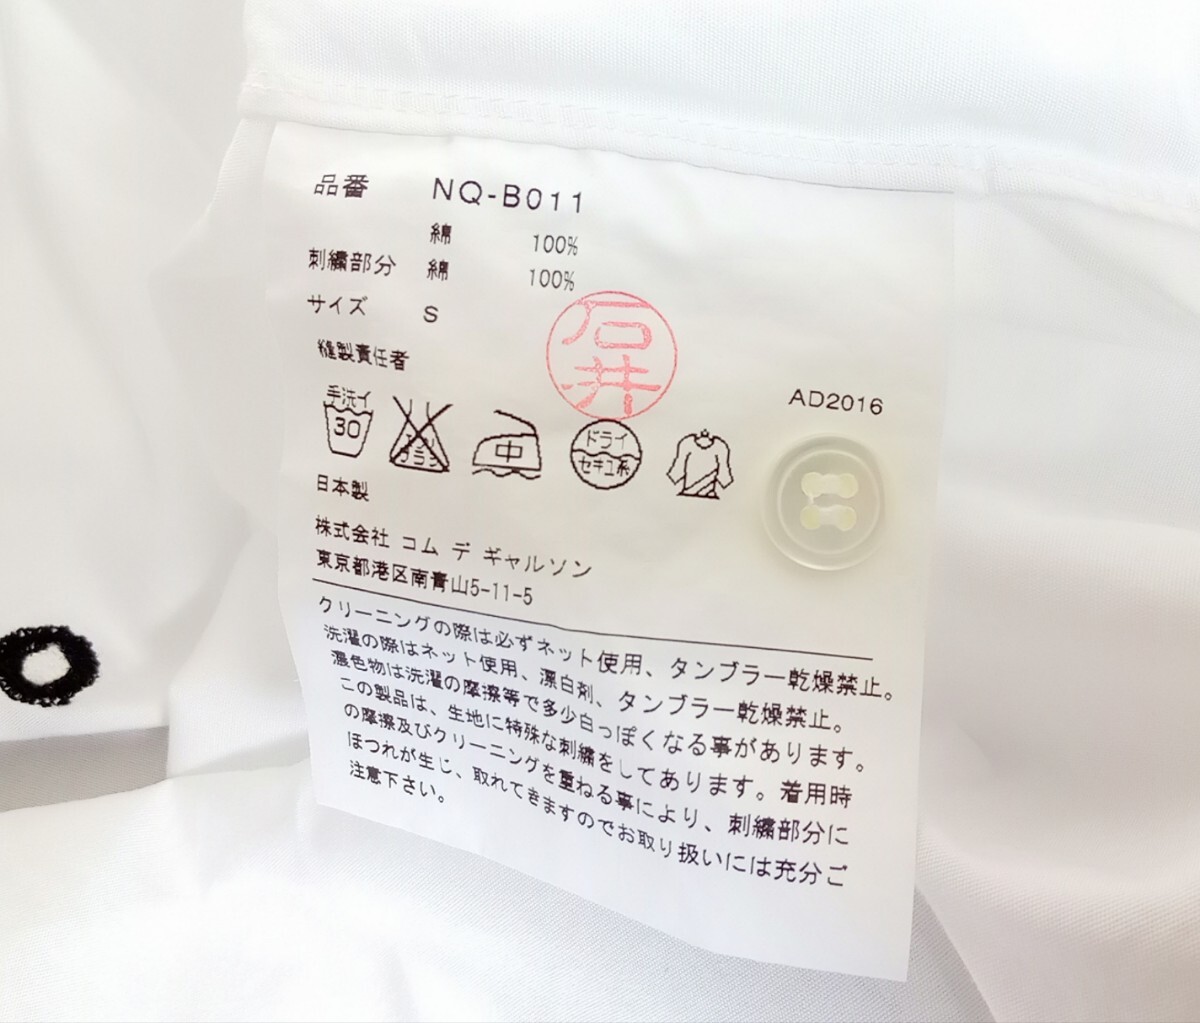 品番 NQ-B011
綿 100%
刺繍部分 綿 100%
サイズ S
縫製責任者
石井
AD2016
手洗イ
30
エンソ
サラシ
中
ドライ
セキユ系
日本製
株式会社 コム デ ギャルソン
東京都港区南青山5-11-5
クリーニングの際は必ずネット使用、タンブラー乾燥禁止。
洗濯の際はネット使用、漂白剤、タンブラー乾燥禁止。
濃色物は洗濯の摩擦等で多少白っぽくなる事があります。
この製品は、生地に特殊な刺繍をしてあります。着用時
の摩擦及びクリーニングを重ねる事により、刺繍部分に
ほつれが生じ、取れてきますのでお取り扱いには充分ご
注意下さい。